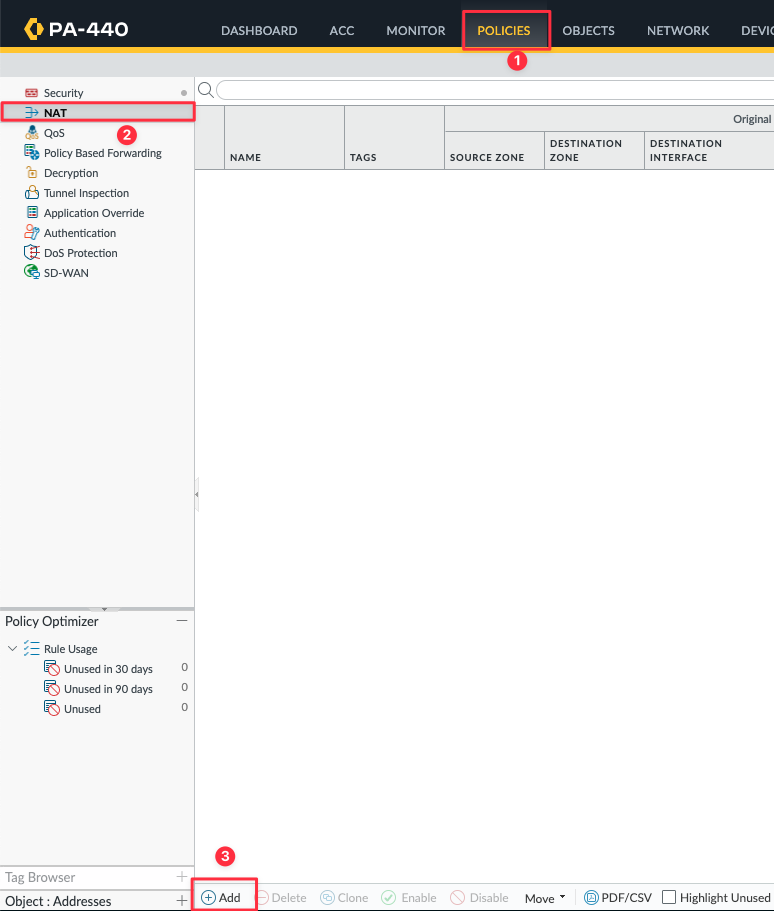 PA-440
DASHBOARD ACC MONITOR POLICIES OBJECTS NETWORK DEVIC
1
Security
NAT
2
QoS
Policy Based Forwarding
Decryption
Tunnel Inspection
Application Override
Authentication
DoS Protection
SD-WAN
Original
NAME TAGS SOURCE ZONE DESTINATION ZONE DESTINATION INTERFACE
Policy Optimizer
Rule Usage
Unused in 30 days 0
Unused in 90 days 0
Unused 0
Tag Browser
Object : Addresses
3
Add Delete Clone Enable Disable Move PDF/CSV Highlight Unused